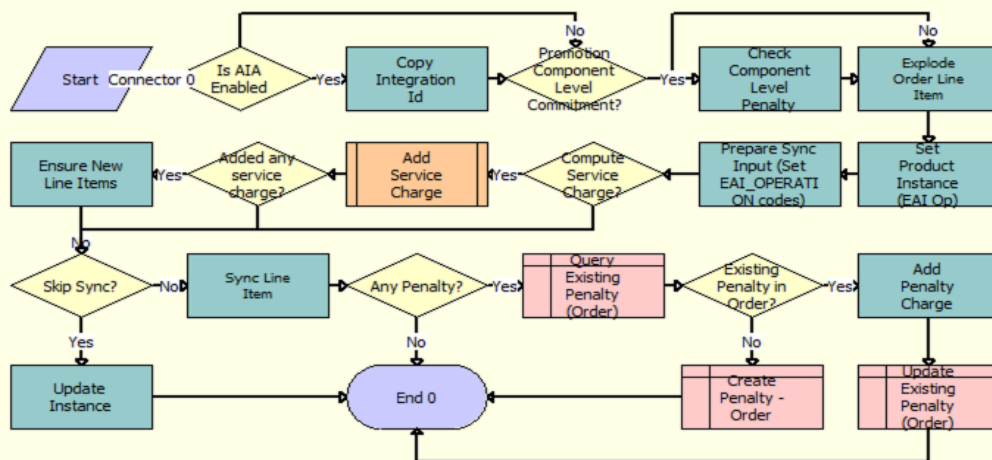 No
No
Start
Connector 0
Is AIA
Enabled
Yes
Copy
Integration
Id
Promotion
Component
Level
Commitment?
Yes
Check
Component
Level
Penalty
Explode
Order Line
Item
Ensure New
Line Items
Yes
Added any
service
charge?
Add
Service
Charge
Yes
Compute
Service
Charge?
Prepare Sync
Input (Set
EAI_OPERATI
ON codes)
Set
Product
Instance
(EAI Op)
No
Skip Sync?
No
Sync Line
Item
Any Penalty?
Yes
Query
Existing
Penalty
(Order)
Existing
Penalty in
Order?
Yes
Add
Penalty
Charge
Yes
No
No
Update
Instance
End 0
Create
Penalty -
Order
Update
Existing
Penalty
(Order)